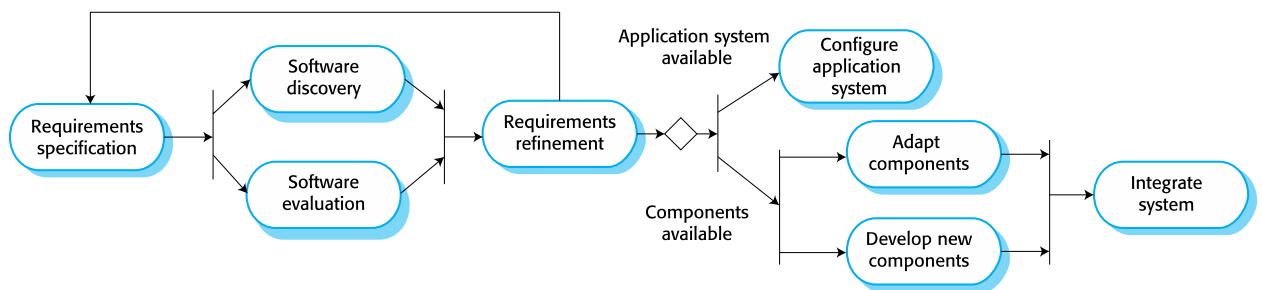 Requirements
specification
Software
discovery
Software
evaluation
Requirements
refinement
Application system
available
Configure
application
system
Components
available
Adapt
components
Develop new
components
Integrate
system